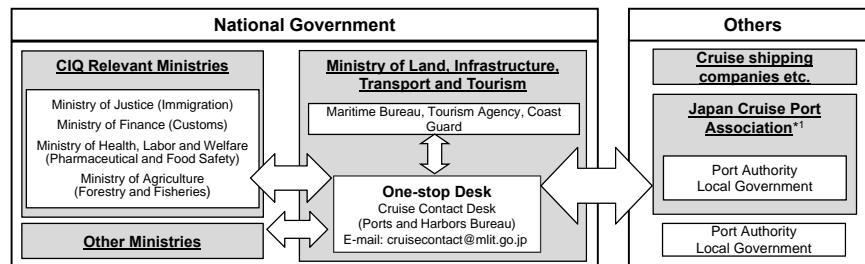 National Government
CIQ Relevant Ministries
Ministry of Justice (Immigration)
Ministry of Finance (Customs)
Ministry of Health, Labor and Welfare
(Pharmaceutical and Food Safety)
Ministry of Agriculture
(Forestry and Fisheries)
Other Ministries
Ministry of Land, Infrastructure,
Transport and Tourism
Maritime Bureau, Tourism Agency, Coast
Guard
One-stop Desk
Cruise Contact Desk
(Ports and Harbors Bureau)
E-mail: cruisecontact@mlit.go.jp
Others
Cruise shipping
companies etc.
Japan Cruise Port
Association*1
Port Authority
Local Government
Port Authority
Local Government